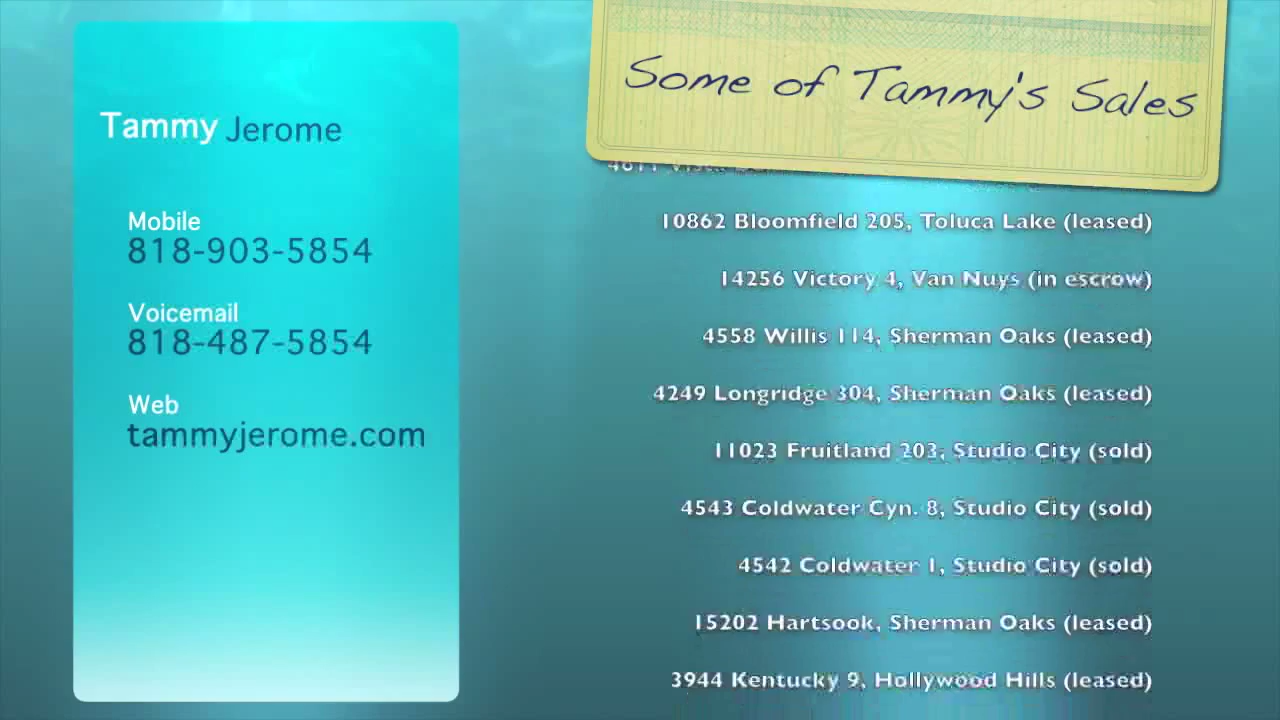 Tammy Jerome
Mobile
818-903-5854
Voicemail
818-487-5854
Web
tammyjerome.com
Some of Tammy's Sales
10862 Bloomfield 205, Toluca Lake (leased)
14256 Victory 4, Van Nuys (in escrow)
4558 Willis 114, Sherman Oaks (leased)
4249 Longridge 304, Sherman Oaks (leased)
11023 Fruitland 203, Studio City (sold)
4543 Coldwater Cyn. 8, Studio City (sold)
4542 Coldwater 1, Studio City (sold)
15202 Hartsook, Sherman Oaks (leased)
3944 Kentucky 9, Hollywood Hills (leased)